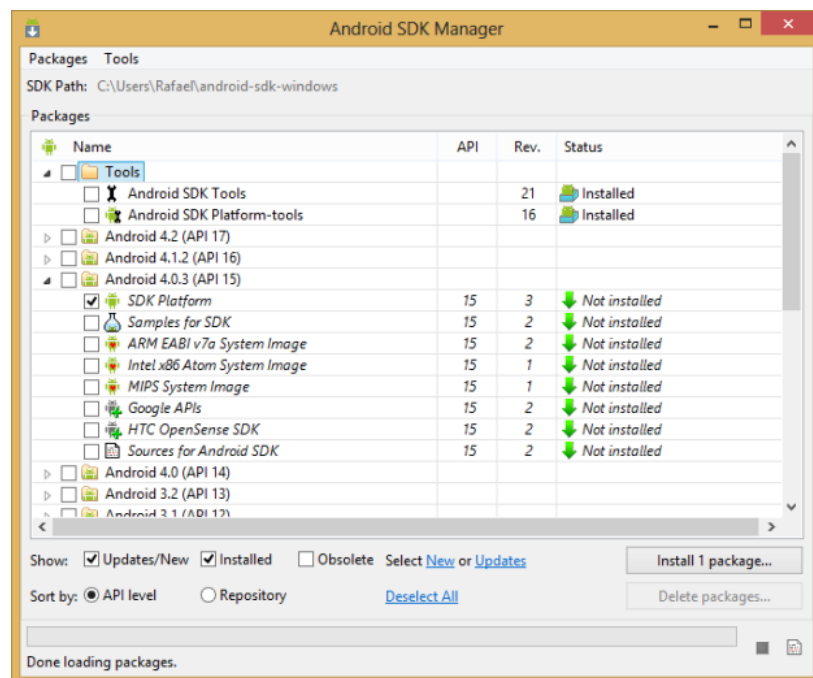 Android SDK Manager
Packages Tools
SDK Path: C:\Users\Rafael\android-sdk-windows
Packages
Name API Rev. Status
Tools
Android SDK Tools 21 Installed
Android SDK Platform-tools 16 Installed
Android 4.2 (API 17)
Android 4.1.2 (API 16)
Android 4.0.3 (API 15)
SDK Platform 15 3 Not installed
Samples for SDK 15 2 Not installed
ARM EABI v7a System Image 15 2 Not installed
Intel x86 Atom System Image 15 1 Not installed
MIPS System Image 15 1 Not installed
Google APIs 15 2 Not installed
HTC OpenSense SDK 15 2 Not installed
Sources for Android SDK 15 2 Not installed
Android 4.0 (API 14)
Android 3.2 (API 13)
Android 3.1 (API 12)
Show: Updates/New Installed Obsolete Select New or Updates Install 1 package...
Sort by: API level Repository Deselect All Delete packages...
Done loading packages.